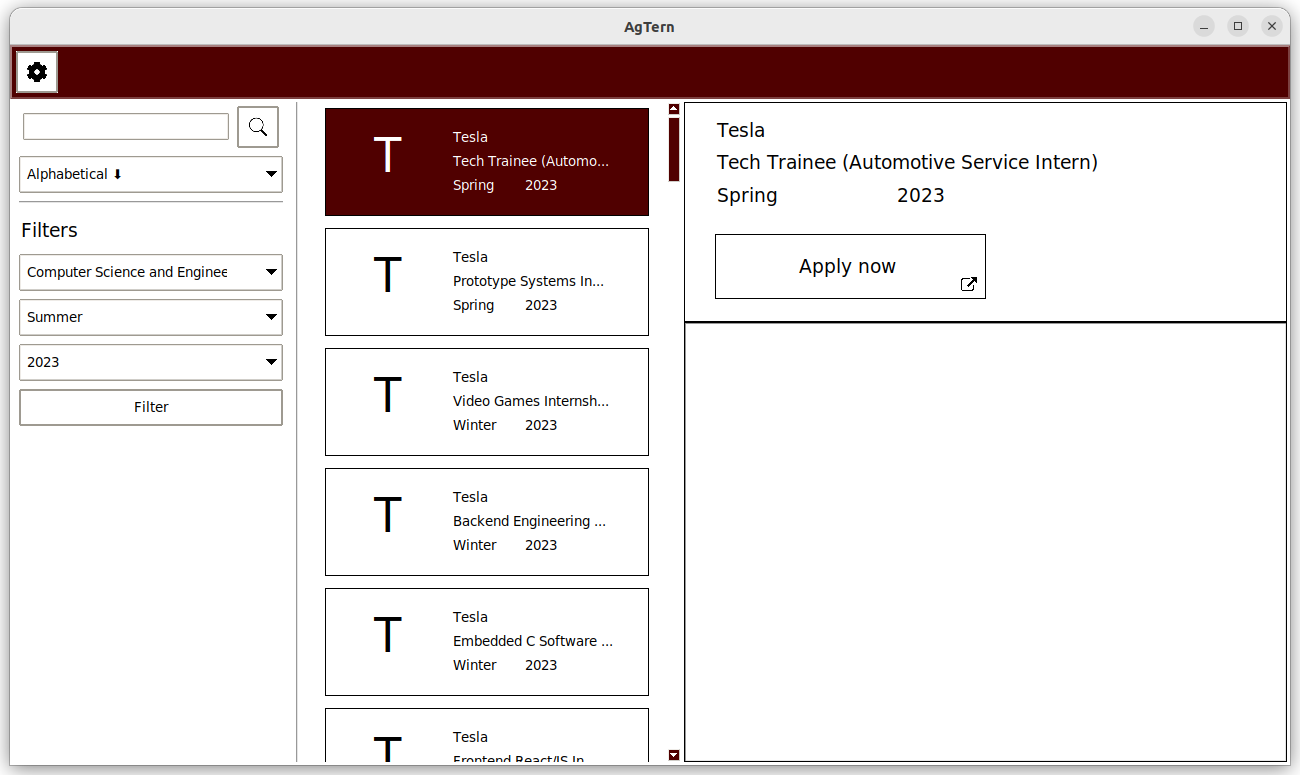 AgTern
Alphabetical ⬇
Filters
Computer Science and Enginee
Summer
2023
Filter
T
Tesla
Tech Trainee (Automo...
Spring 2023
T
Tesla
Prototype Systems In...
Spring 2023
T
Tesla
Video Games Internsh...
Winter 2023
T
Tesla
Backend Engineering ...
Winter 2023
T
Tesla
Embedded C Software ...
Winter 2023
T
Tesla
Frontend React/JS In...
Tesla
Tech Trainee (Automotive Service Intern)
Spring 2023
Apply now